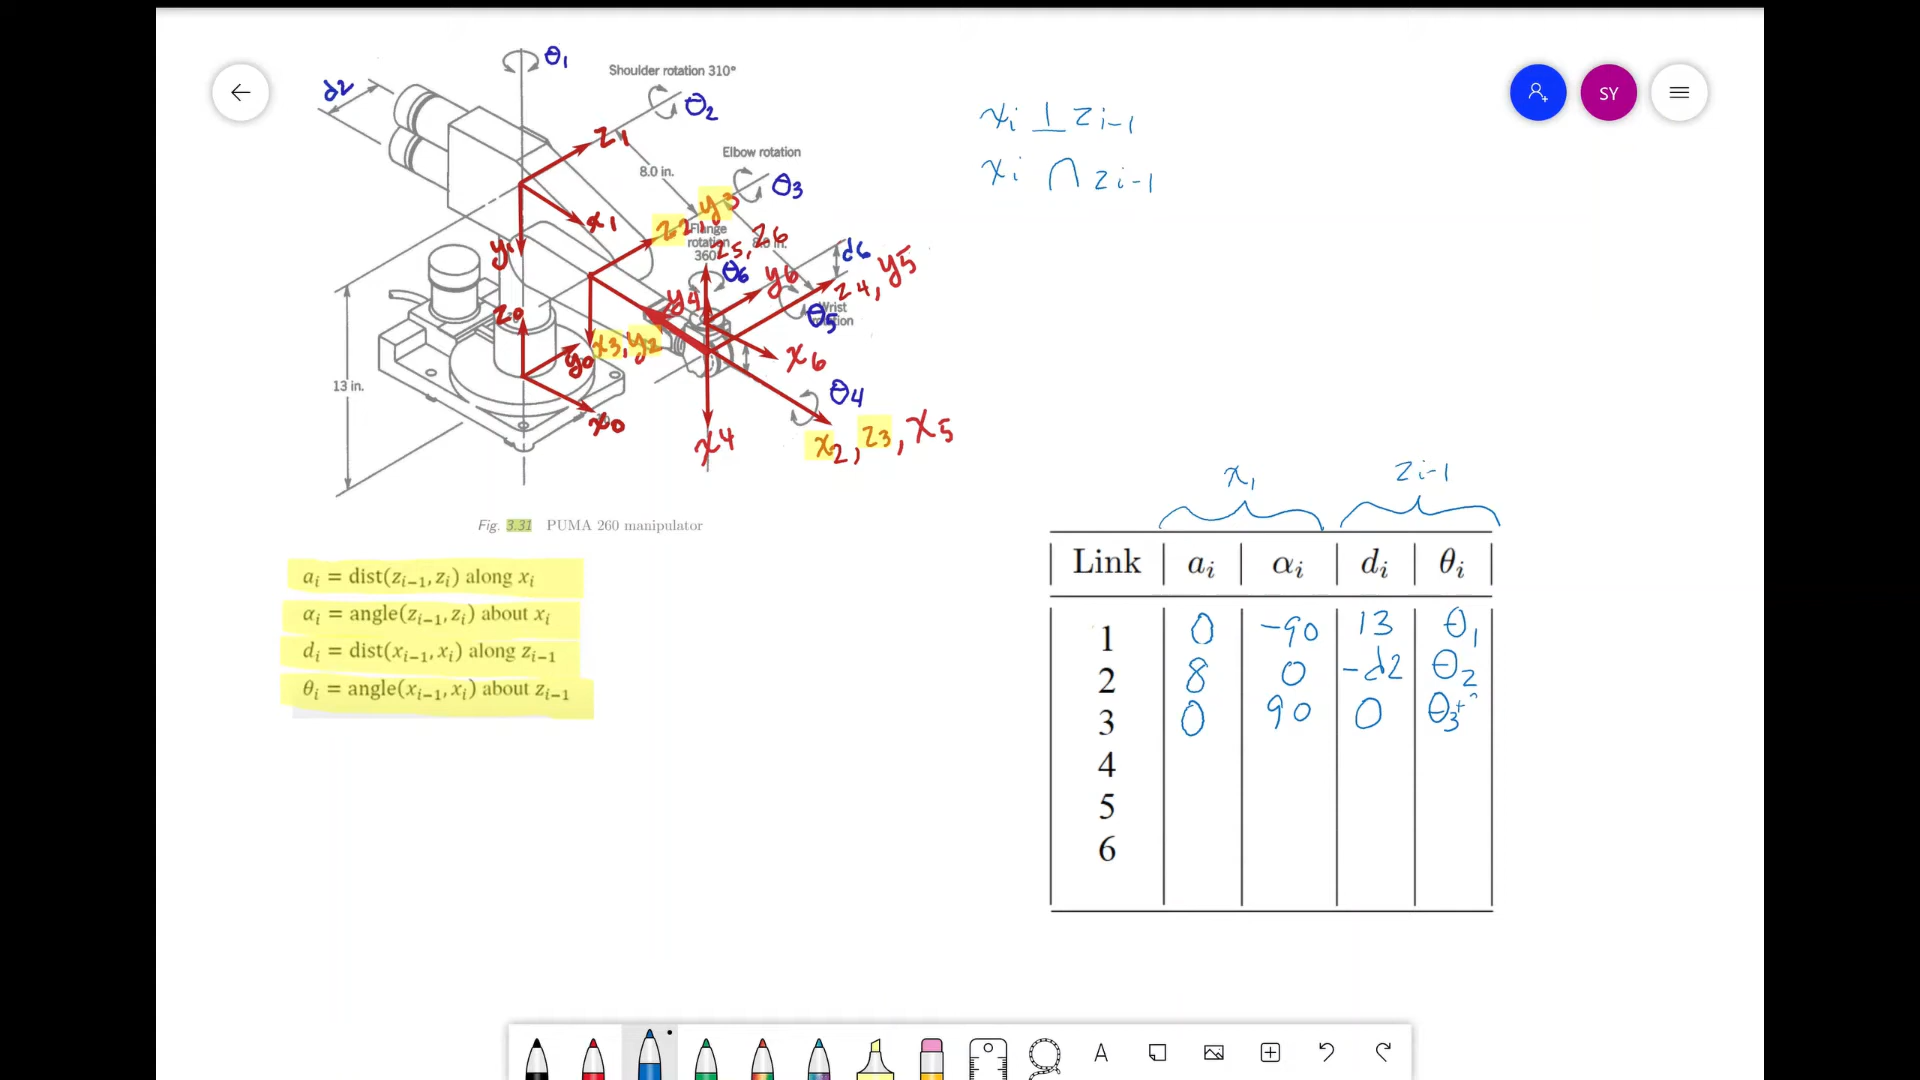 θ1
Shoulder rotation 310°
d2
θ2
z1
Elbow rotation
8.0 in.
θ3
x1
z2, y3
Flange
rotation
360°
8.0 in.
y1
z5, z6
d6
θ6
y6
y5
z4,
y4
Wrist
θ5
z0
x3, y2
y0
x6
13 in.
θ4
x0
x4
x2, z3, x5
Fig. 3.31 PUMA 260 manipulator
ai = dist(zi−1, zi) along xi
αi = angle(zi−1, zi) about xi
di = dist(xi−1, xi) along zi−1
θi = angle(xi−1, xi) about zi−1
xi ⊥ zi-1
xi ∩ zi-1
SY
x1 zi-1
Link ai αi di θi
1 0 -90 13 θ1
2 8 0 -d2 θ2
3 0 90 0 θ3+
4
5
6
A